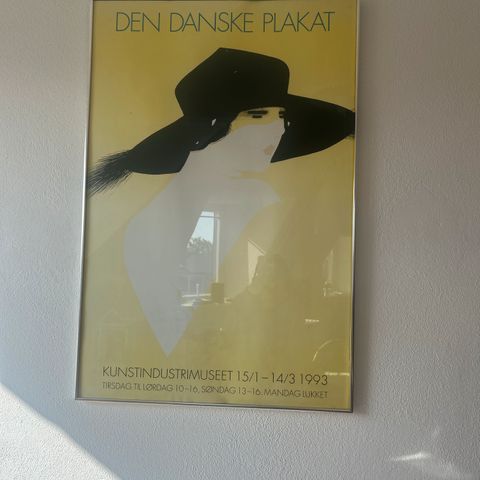 DEN DANSKE PLAKAT
KUNSTINDUSTRIMUSEET 15/1–14/3 1993
TIRSDAG TIL LØRDAG 10–16, SØNDAG 13–16. MANDAG LUKKET